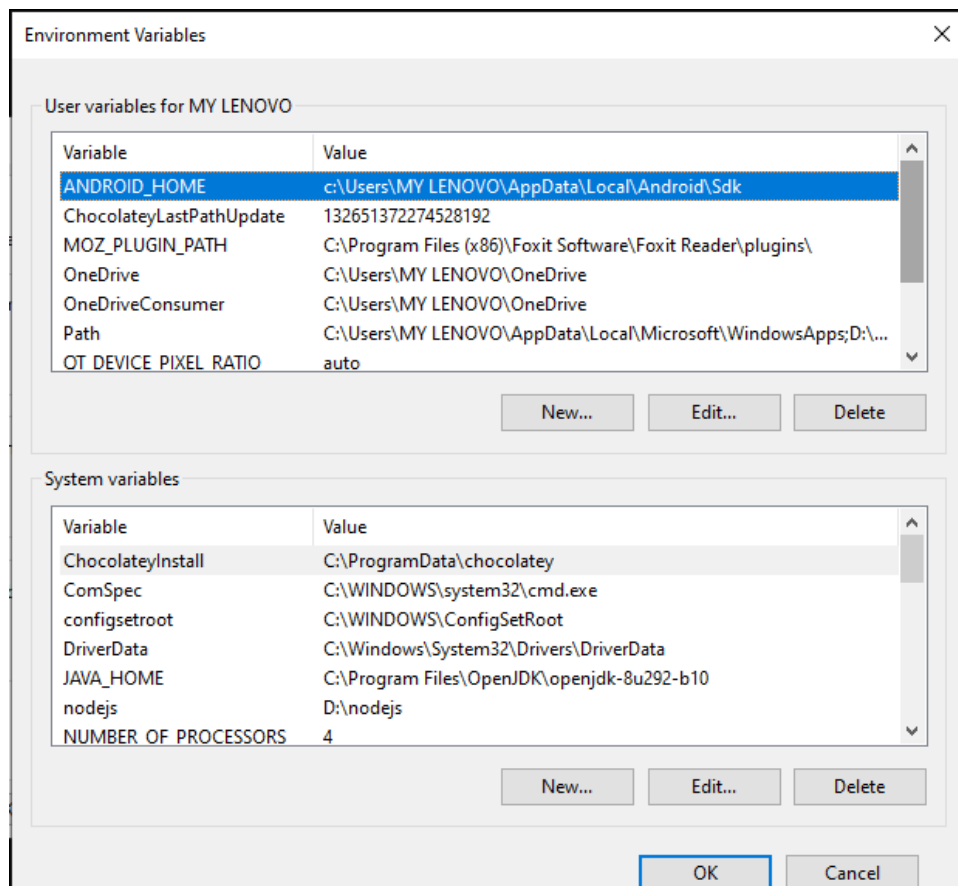 Environment Variables
User variables for MY LENOVO
Variable Value
ANDROID_HOME c:\Users\MY LENOVO\AppData\Local\Android\Sdk
ChocolateyLastPathUpdate 132651372274528192
MOZ_PLUGIN_PATH C:\Program Files (x86)\Foxit Software\Foxit Reader\plugins\
OneDrive C:\Users\MY LENOVO\OneDrive
OneDriveConsumer C:\Users\MY LENOVO\OneDrive
Path C:\Users\MY LENOVO\AppData\Local\Microsoft\WindowsApps;D:\...
QT_DEVICE_PIXEL_RATIO auto
New... Edit... Delete
System variables
Variable Value
ChocolateyInstall C:\ProgramData\chocolatey
ComSpec C:\WINDOWS\system32\cmd.exe
configsetroot C:\WINDOWS\ConfigSetRoot
DriverData C:\Windows\System32\Drivers\DriverData
JAVA_HOME C:\Program Files\OpenJDK\openjdk-8u292-b10
nodejs D:\nodejs
NUMBER_OF_PROCESSORS 4
New... Edit... Delete
OK Cancel